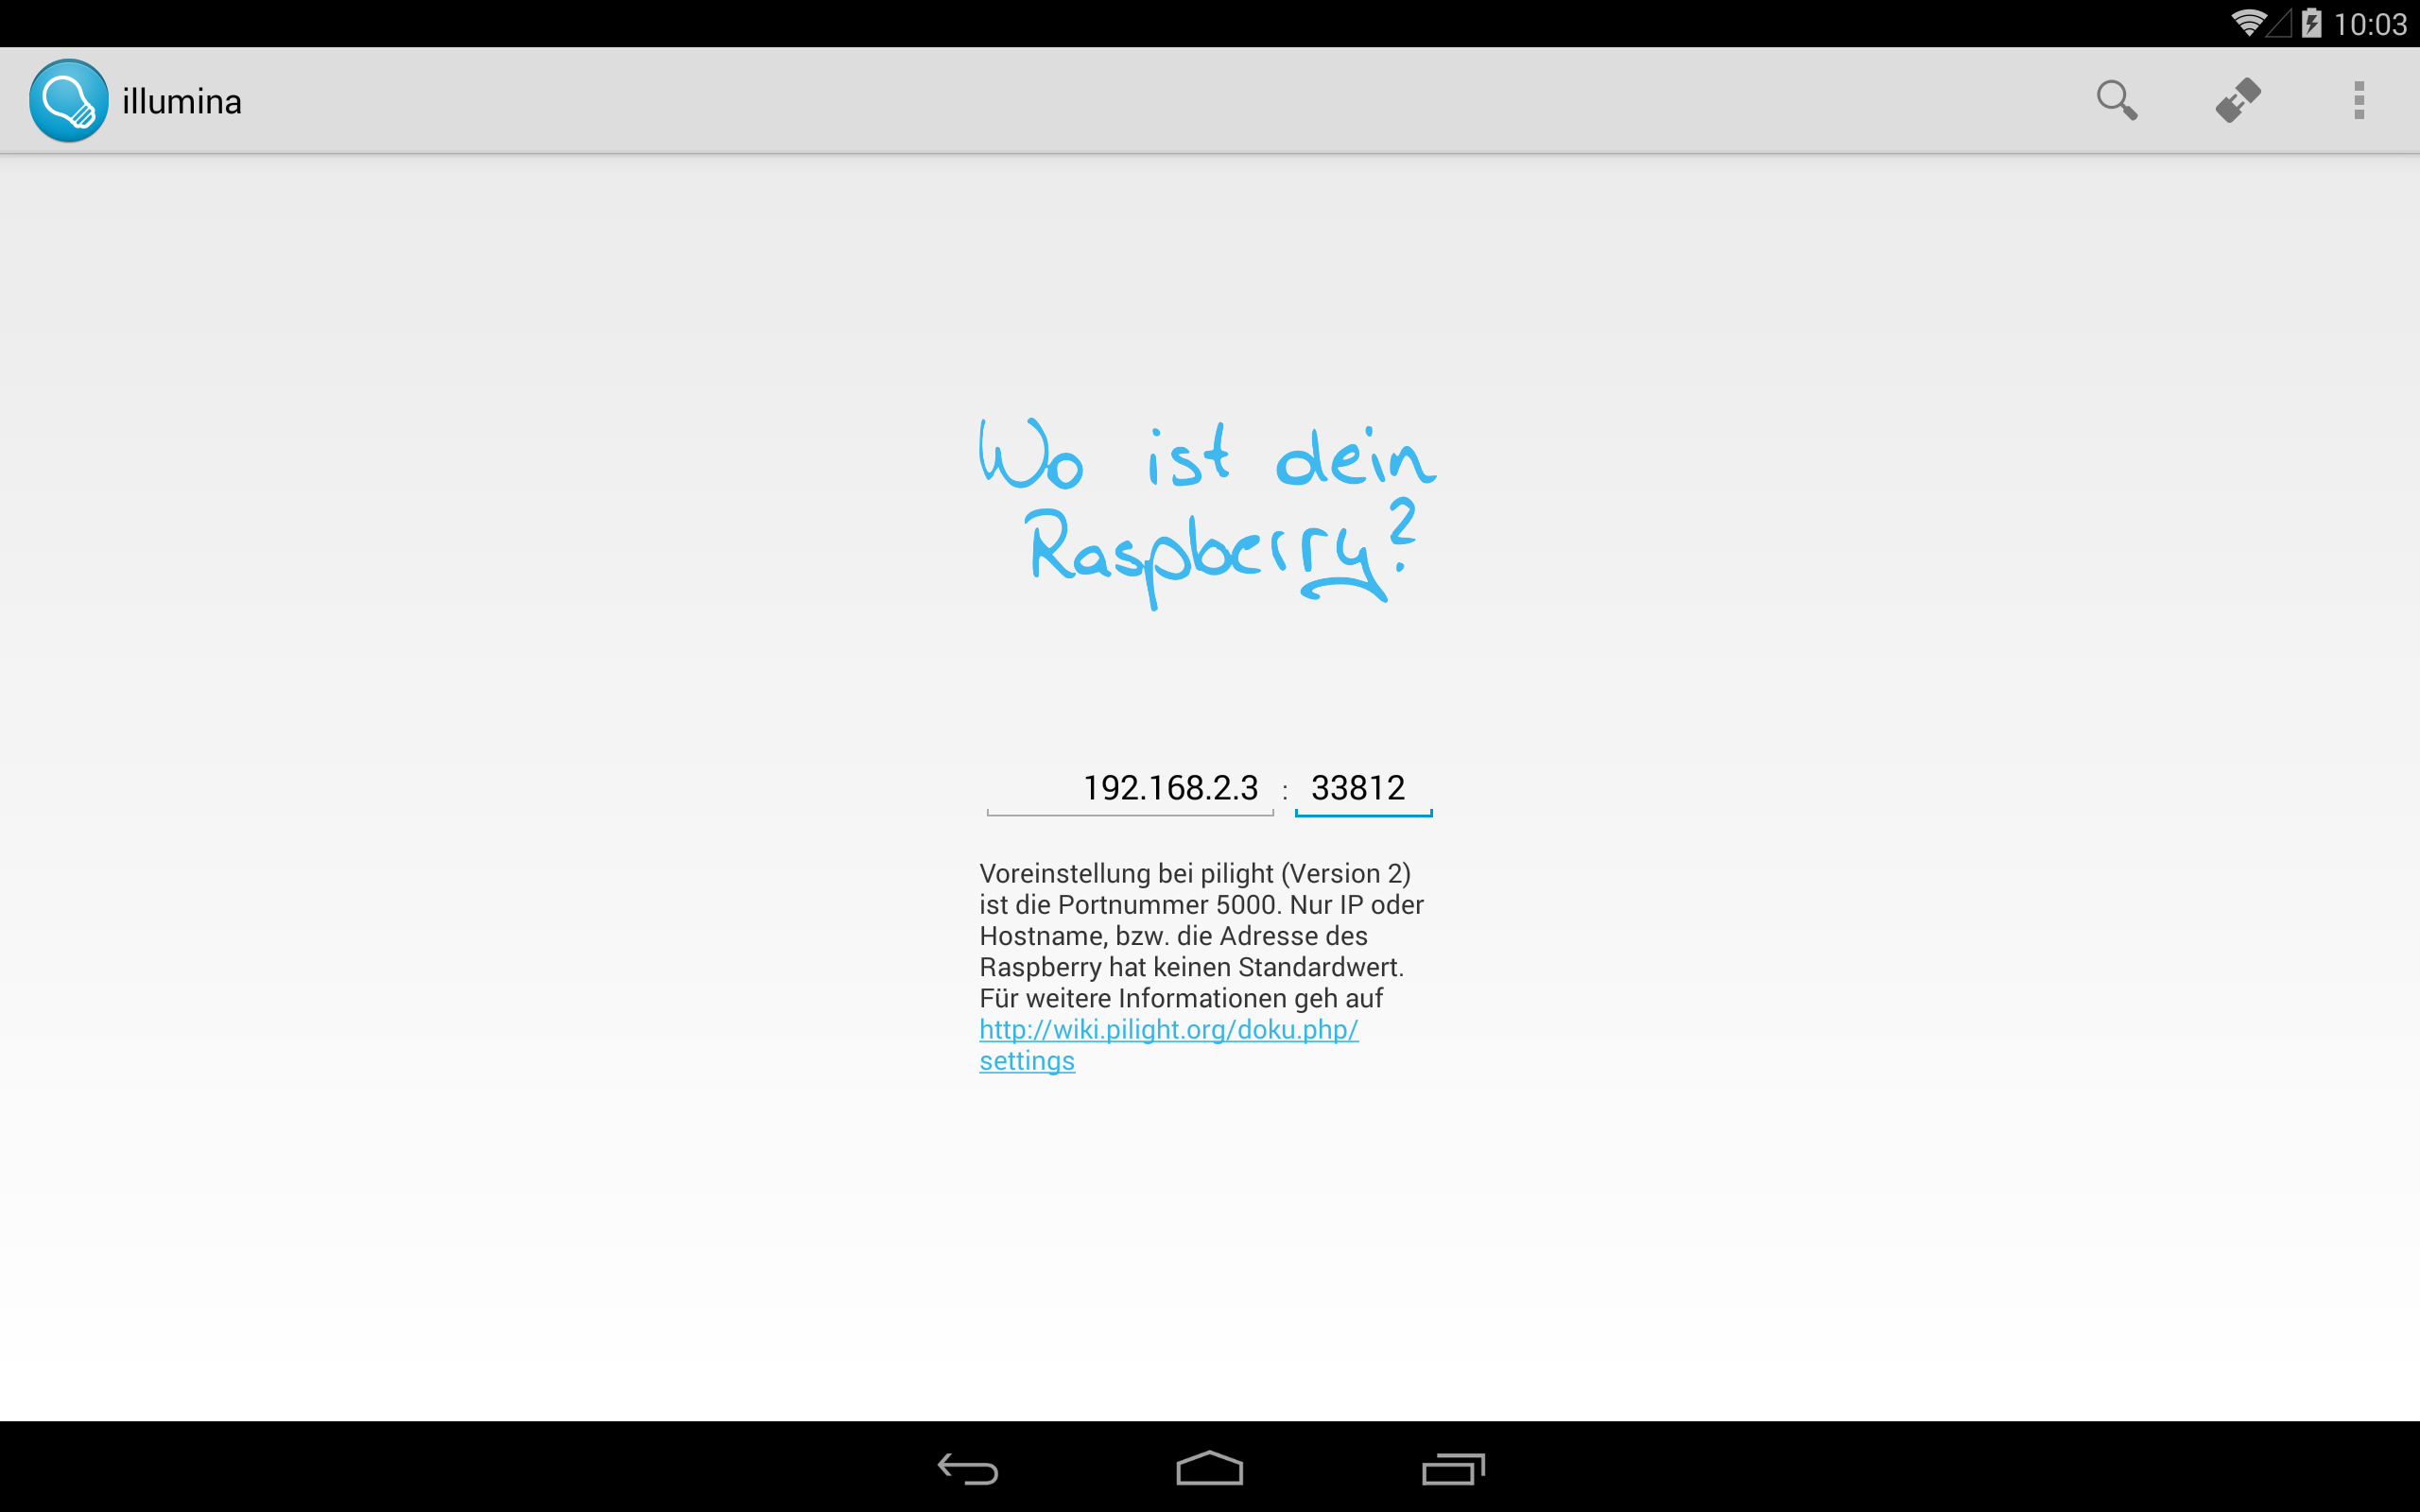 10:03
illumina
Wo ist dein
Raspberry?
192.168.2.3 : 33812
Voreinstellung bei pilight (Version 2)
ist die Portnummer 5000. Nur IP oder
Hostname, bzw. die Adresse des
Raspberry hat keinen Standardwert.
Für weitere Informationen geh auf
http://wiki.pilight.org/doku.php/
settings